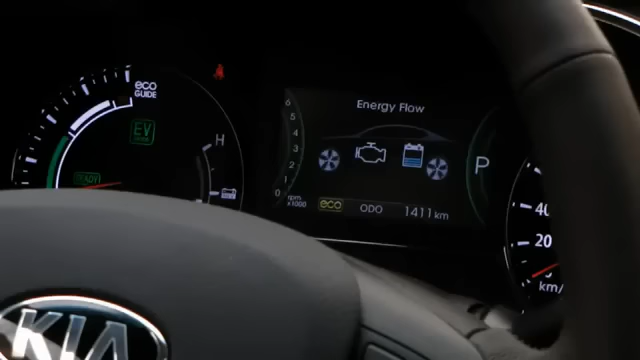 eco
GUIDE
EV
READY
H
6
5
4
3
2
1
0
rpm
x1000
Energy Flow
eco
ODO
1411 km
P
40
20
km/
KIA